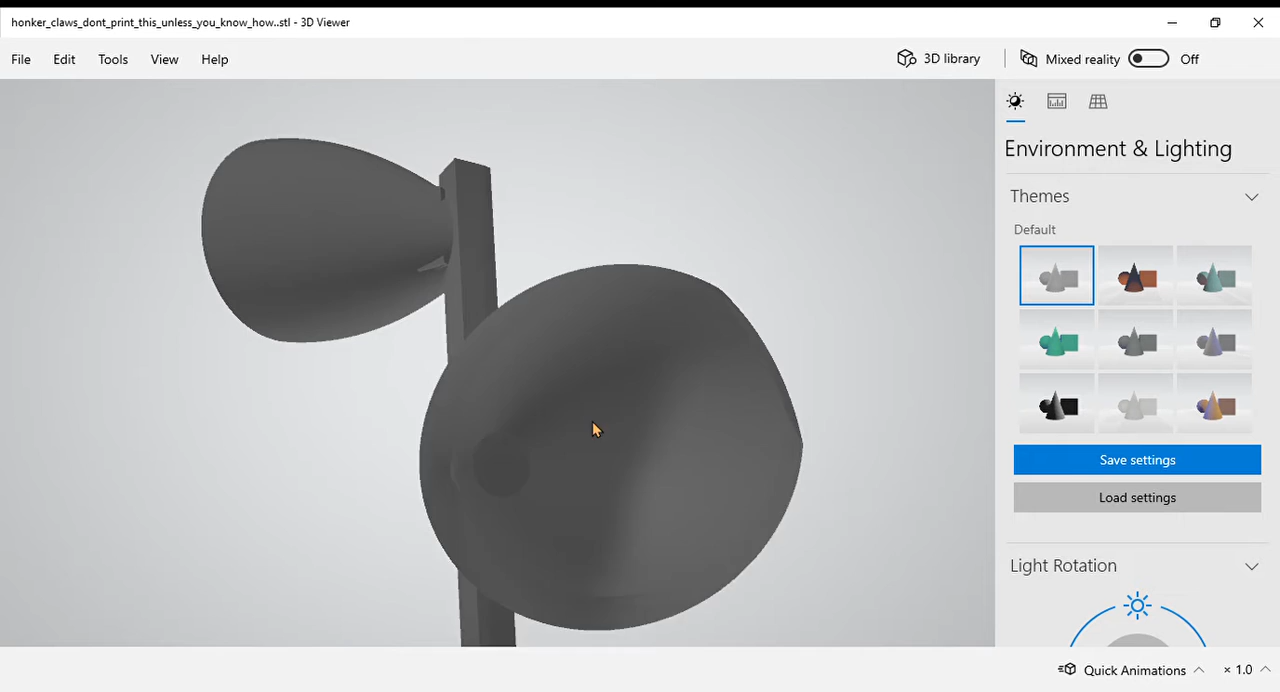 honker_claws_dont_print_this_unless_you_know_how..stl - 3D Viewer
File Edit Tools View Help
3D library
Mixed reality Off
Environment & Lighting
Themes
Default
Save settings
Load settings
Light Rotation
Quick Animations × 1.0